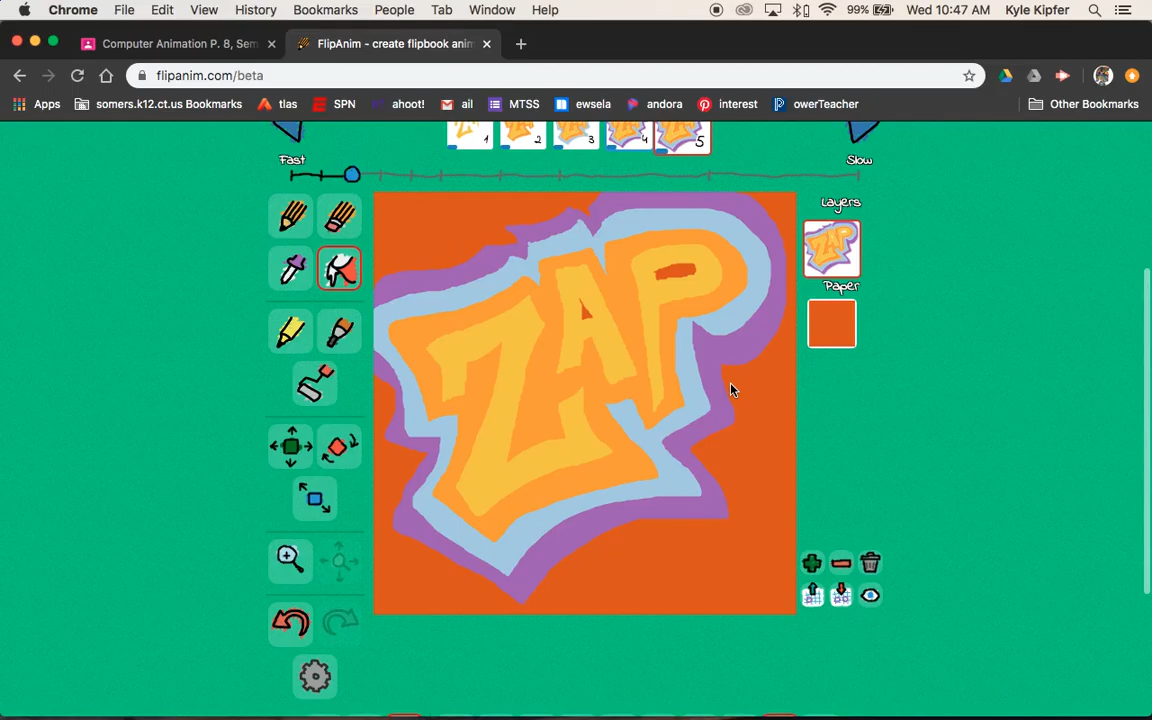 Chrome File Edit View History Bookmarks People Tab Window Help 99% Wed 10:47 AM Kyle Kipfer
Computer Animation P. 8, Sem × FlipAnim - create flipbook anim × +
flipanim.com/beta
Apps somers.k12.ct.us Bookmarks tlas SPN ahoot! ail MTSS ewsela andora interest owerTeacher Other Bookmarks
1 2 3 4 5
Fast Slow
Layers
ZAP
Paper
ZAP